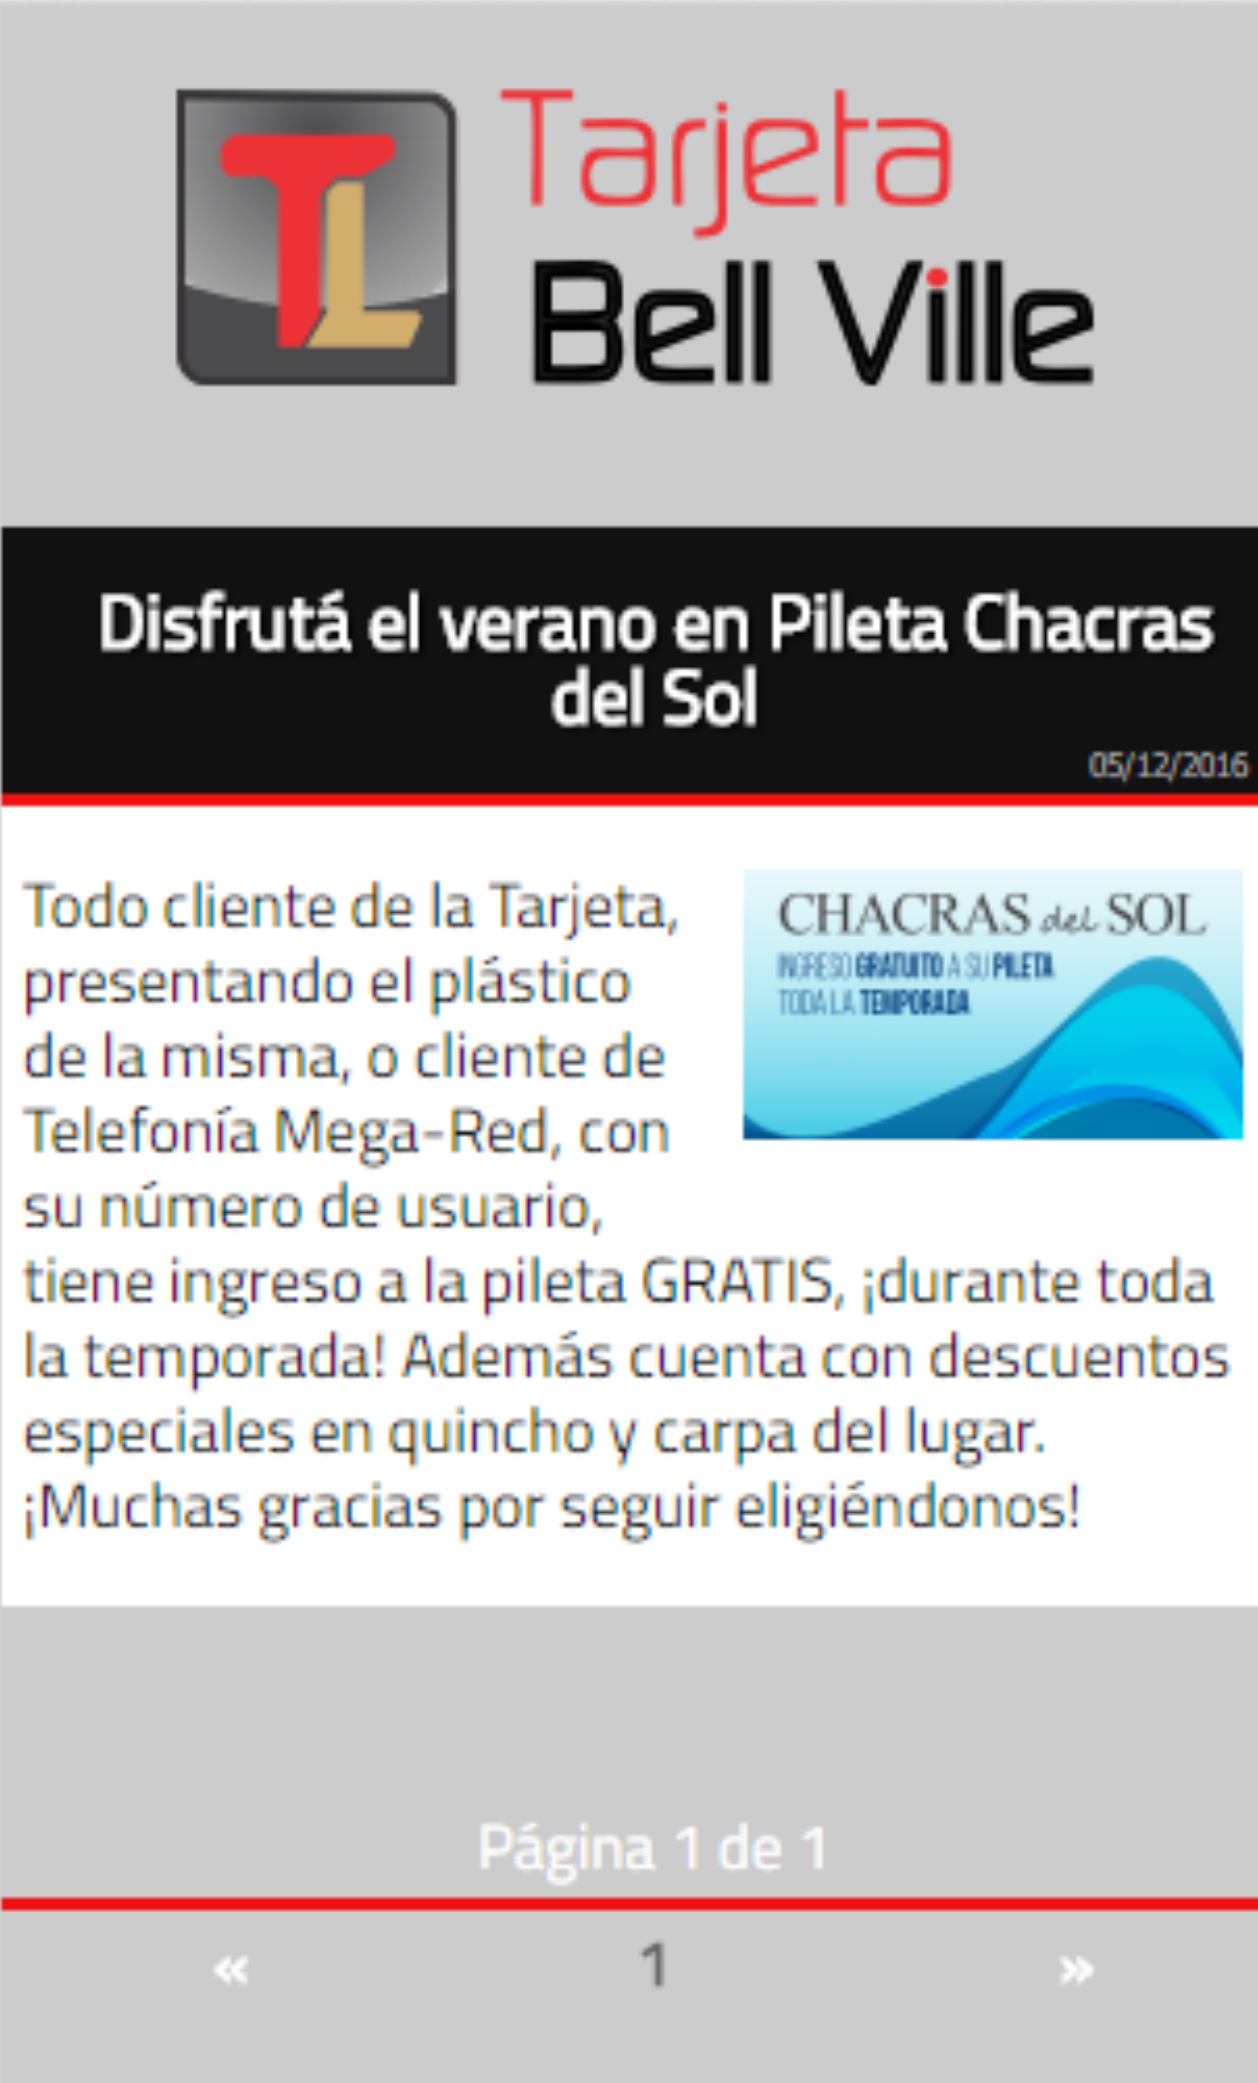 TL
Tarjeta
Bell Ville
Disfrutá el verano en Pileta Chacras
del Sol
05/12/2016
Todo cliente de la Tarjeta,
presentando el plástico
de la misma, o cliente de
Telefonía Mega-Red, con
su número de usuario,
CHACRAS del SOL
INGRESO GRATUITO A SU PILETA
TODA LA TEMPORADA
tiene ingreso a la pileta GRATIS, ¡durante toda
la temporada! Además cuenta con descuentos
especiales en quincho y carpa del lugar.
¡Muchas gracias por seguir eligiéndonos!
Página 1 de 1
« 1 »